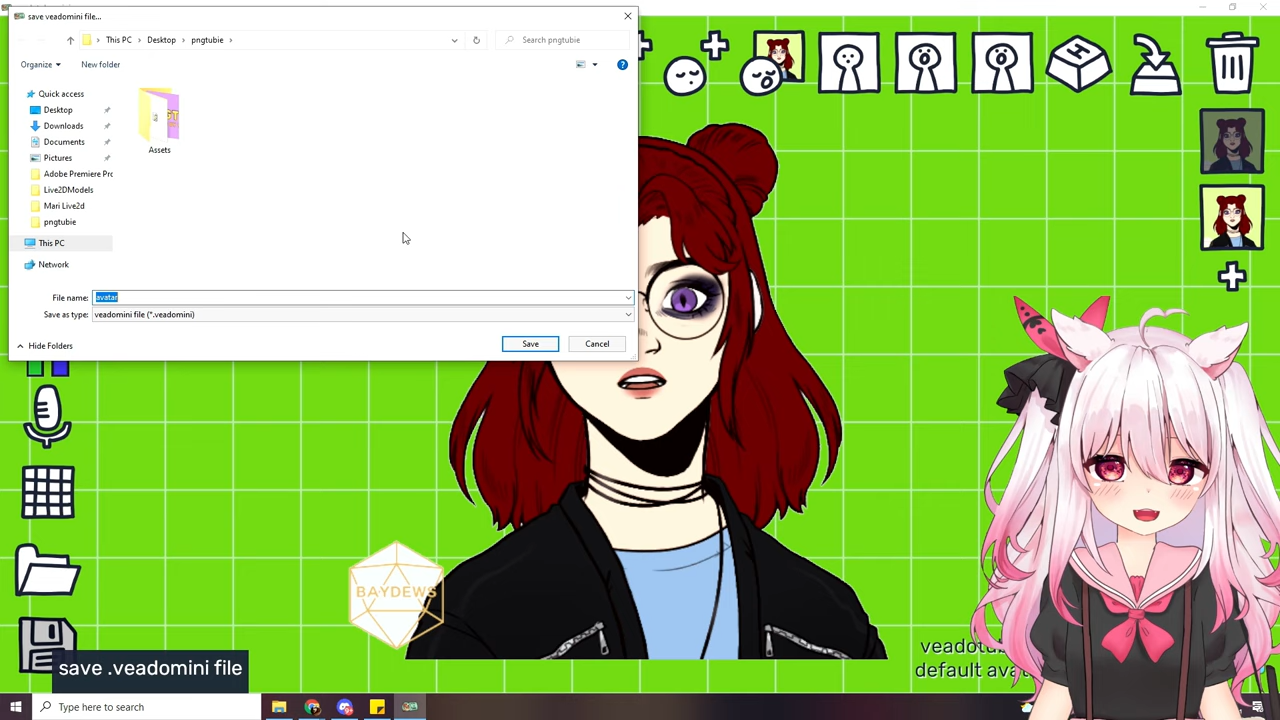 save veadomini file...
This PC
Desktop
pngtubie
Search pngtubie
Organize
New folder
Quick access
Desktop
Downloads
Documents
Pictures
Adobe Premiere Prc
Live2DModels
Mari Live2d
pngtubie
This PC
Network
Assets
File name:
avatar
Save as type:
veadomini file (*.veadomini)
Hide Folders
Save
Cancel
BAYDEWS
default
save .veadomini file
Type here to search